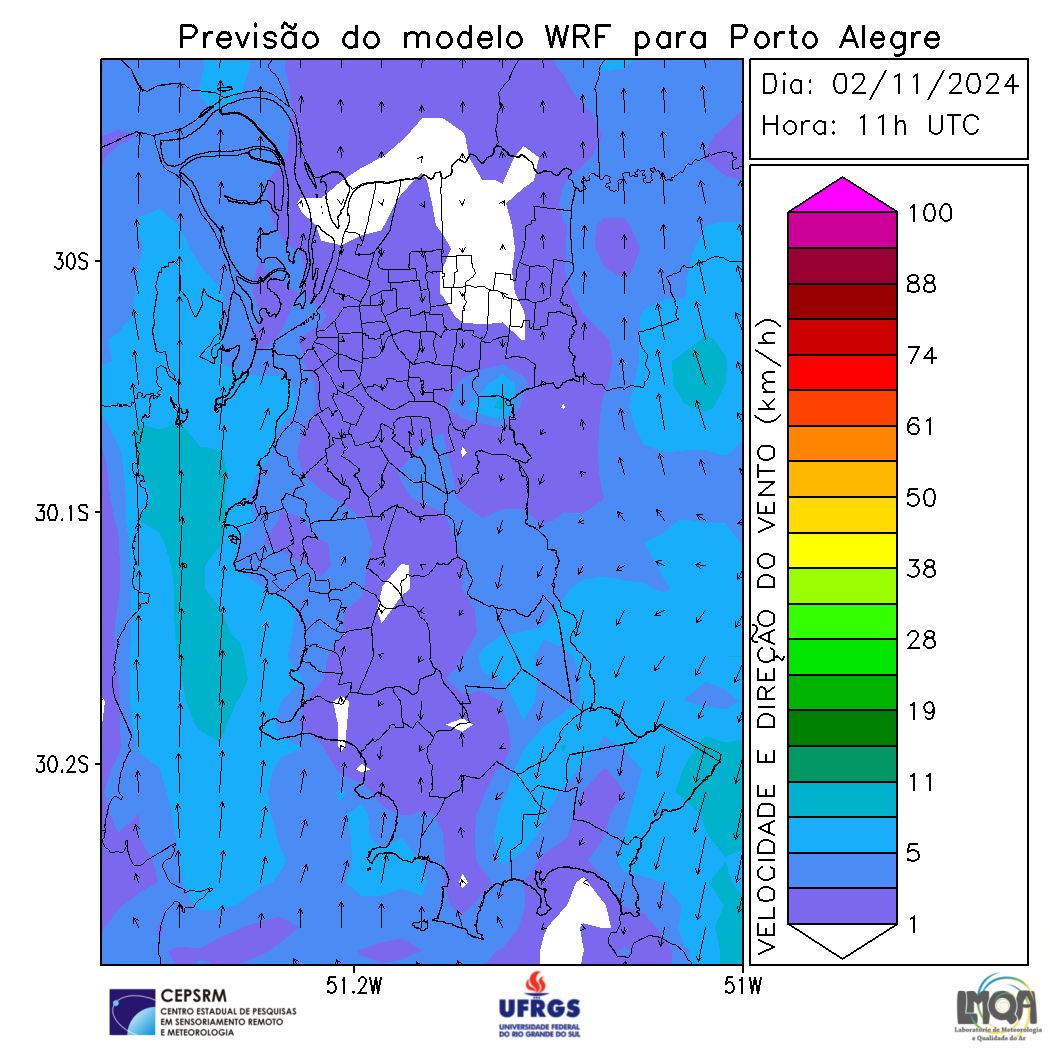 Previsão do modelo WRF para Porto Alegre
Dia: 02/11/2024
Hora: 11h UTC
30S
30.1S
30.2S
51.2W
51W
VELOCIDADE E DIREÇÃO DO VENTO (km/h)
100
88
74
61
50
38
28
19
11
5
1
CEPSRM
CENTRO ESTADUAL DE PESQUISAS
EM SENSORIAMENTO REMOTO
E METEOROLOGIA
UFRGS
UNIVERSIDADE FEDERAL
DO RIO GRANDE DO SUL
LMQA
Laboratório de Meteorologia
e Qualidade do Ar